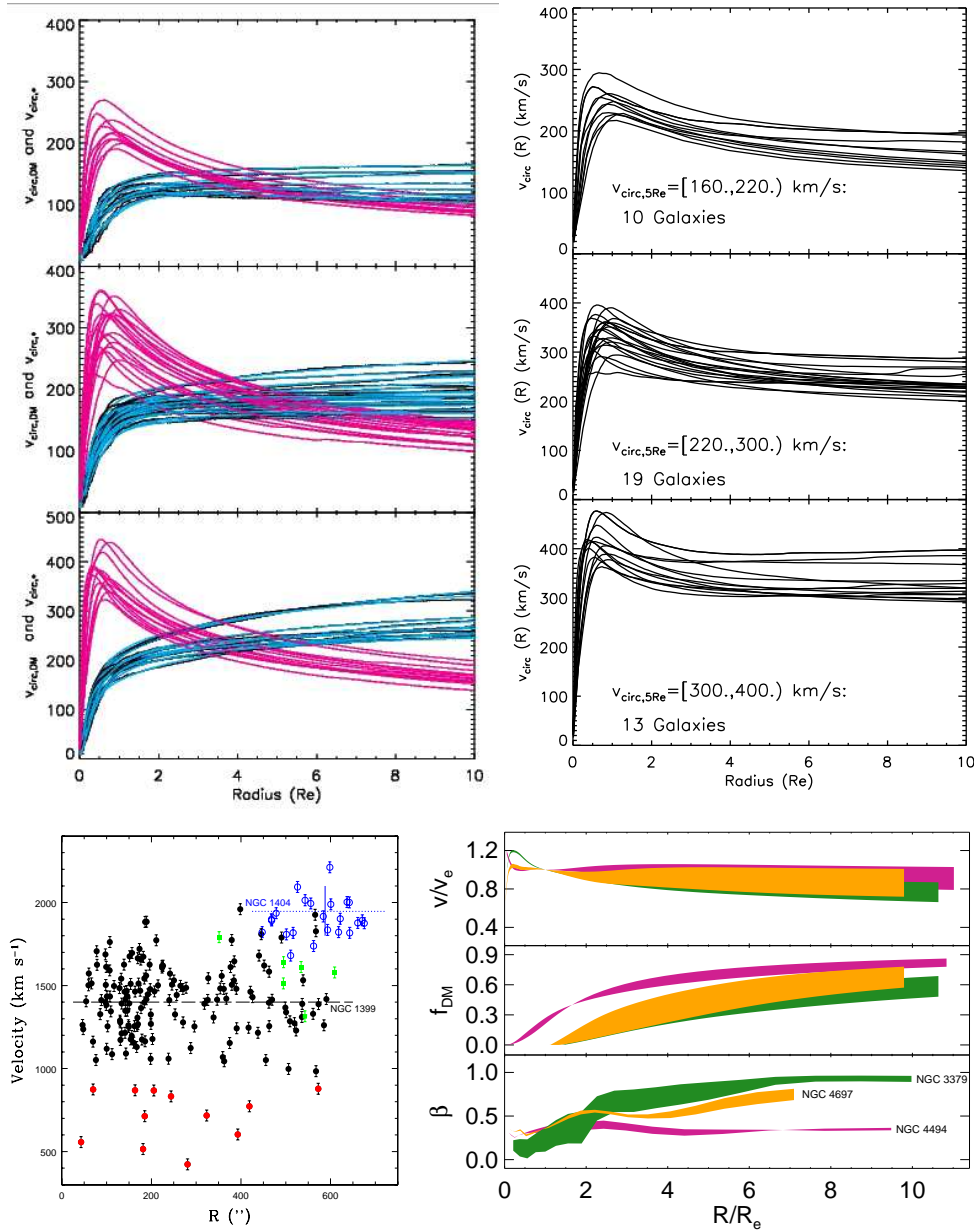 400
300
200
100
v_circ,DM and v_circ,*
400
300
200
100
0
v_circ (R) (km/s)
v_circ,5Re=[160.,220.) km/s:
10 Galaxies
400
300
200
100
v_circ,DM and v_circ,*
400
300
200
100
0
v_circ (R) (km/s)
v_circ,5Re=[220.,300.) km/s:
19 Galaxies
500
400
300
200
100
0
v_circ,DM and v_circ,*
400
300
200
100
0
v_circ (R) (km/s)
v_circ,5Re=[300.,400.) km/s:
13 Galaxies
0 2 4 6 8 10
Radius (Re)
0 2 4 6 8 10
Radius (Re)
2000
1500
1000
500
Velocity (km s⁻¹)
NGC 1404
NGC 1399
0 200 400 600
R (")
1.2
0.8
0.4
v/v_e
0.9
0.6
0.3
0.0
f_DM
1.0
0.5
0.0
β
NGC 3379
NGC 4697
NGC 4494
0 2 4 6 8 10
R/R_e